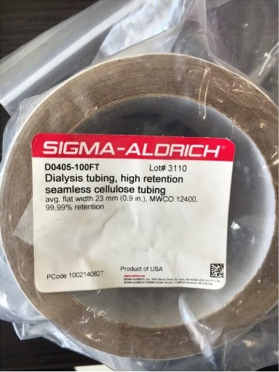 SIGMA-ALDRICH®
D0405-100FT Lot# 3110
Dialysis tubing, high retention
seamless cellulose tubing
avg. flat width 23 mm (0.9 in.), MWCO 12400,
99.99% retention
Product of USA
PCode 1002140827